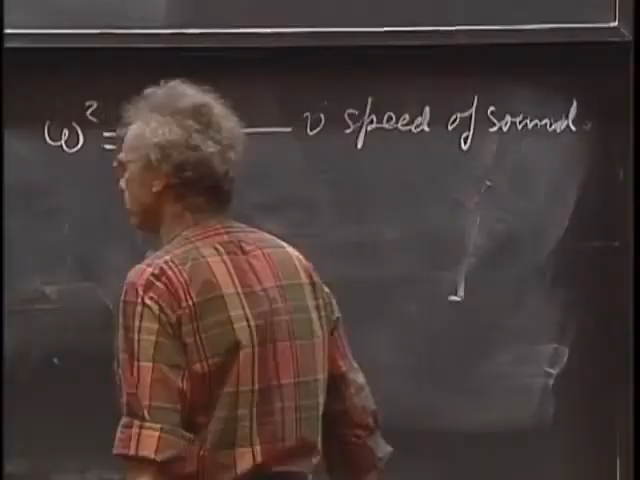 ω² = — v speed of sound